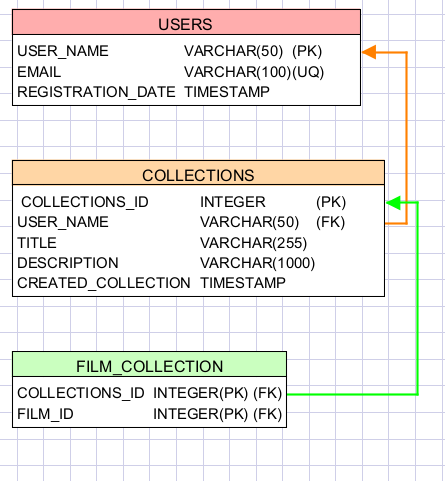 USERS
USER_NAME VARCHAR(50) (PK)
EMAIL VARCHAR(100)(UQ)
REGISTRATION_DATE TIMESTAMP
COLLECTIONS
COLLECTIONS_ID INTEGER (PK)
USER_NAME VARCHAR(50) (FK)
TITLE VARCHAR(255)
DESCRIPTION VARCHAR(1000)
CREATED_COLLECTION TIMESTAMP
FILM_COLLECTION
COLLECTIONS_ID INTEGER(PK) (FK)
FILM_ID INTEGER(PK) (FK)